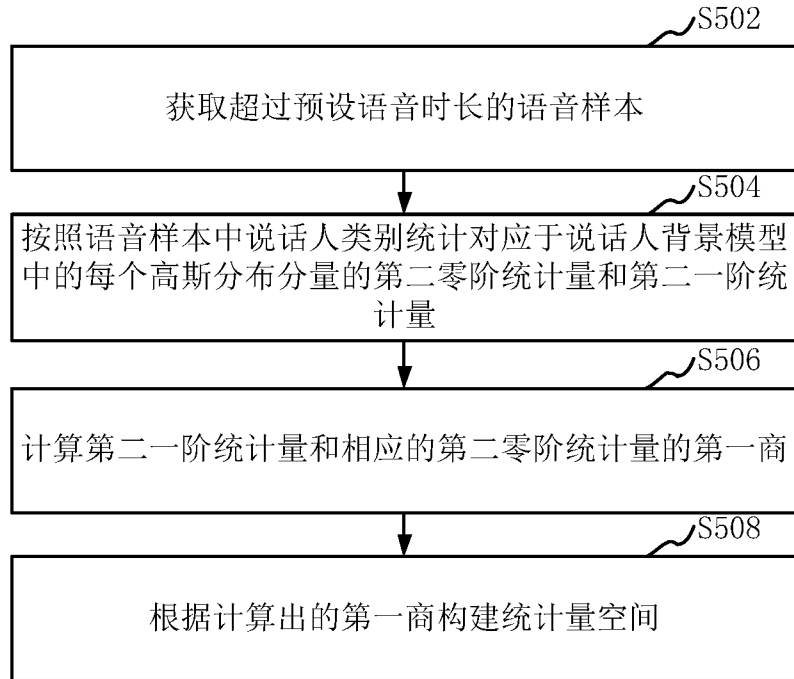 S502
获取超过预设语音时长的语音样本
S504
按照语音样本中说话人类别统计对应于说话人背景模型
中的每个高斯分布分量的第二零阶统计量和第二一阶统
计量
S506
计算第二一阶统计量和相应的第二零阶统计量的第一商
S508
根据计算出的第一商构建统计量空间